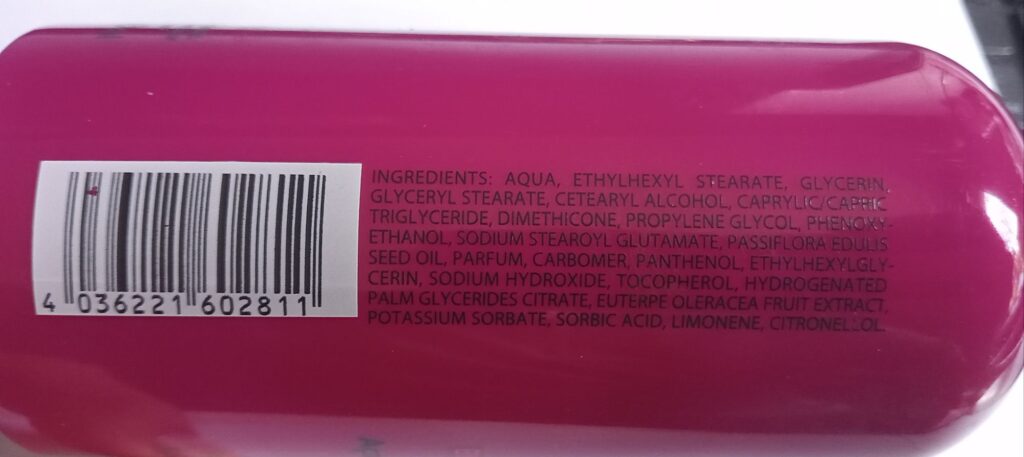 INGREDIENTS: AQUA, ETHYLHEXYL STEARATE, GLYCERIN,
GLYCERYL STEARATE, CETEARYL ALCOHOL, CAPRYLIC/CAPRIC
TRIGLYCERIDE, DIMETHICONE, PROPYLENE GLYCOL, PHENOXY-
ETHANOL, SODIUM STEAROYL GLUTAMATE, PASSIFLORA EDULIS
SEED OIL, PARFUM, CARBOMER, PANTHENOL, ETHYLHEXYLGLY-
CERIN, SODIUM HYDROXIDE, TOCOPHEROL, HYDROGENATED
PALM GLYCERIDES CITRATE, EUTERPE OLERACEA FRUIT EXTRACT,
POTASSIUM SORBATE, SORBIC ACID, LIMONENE, CITRONELLOL.
4 036221 602811